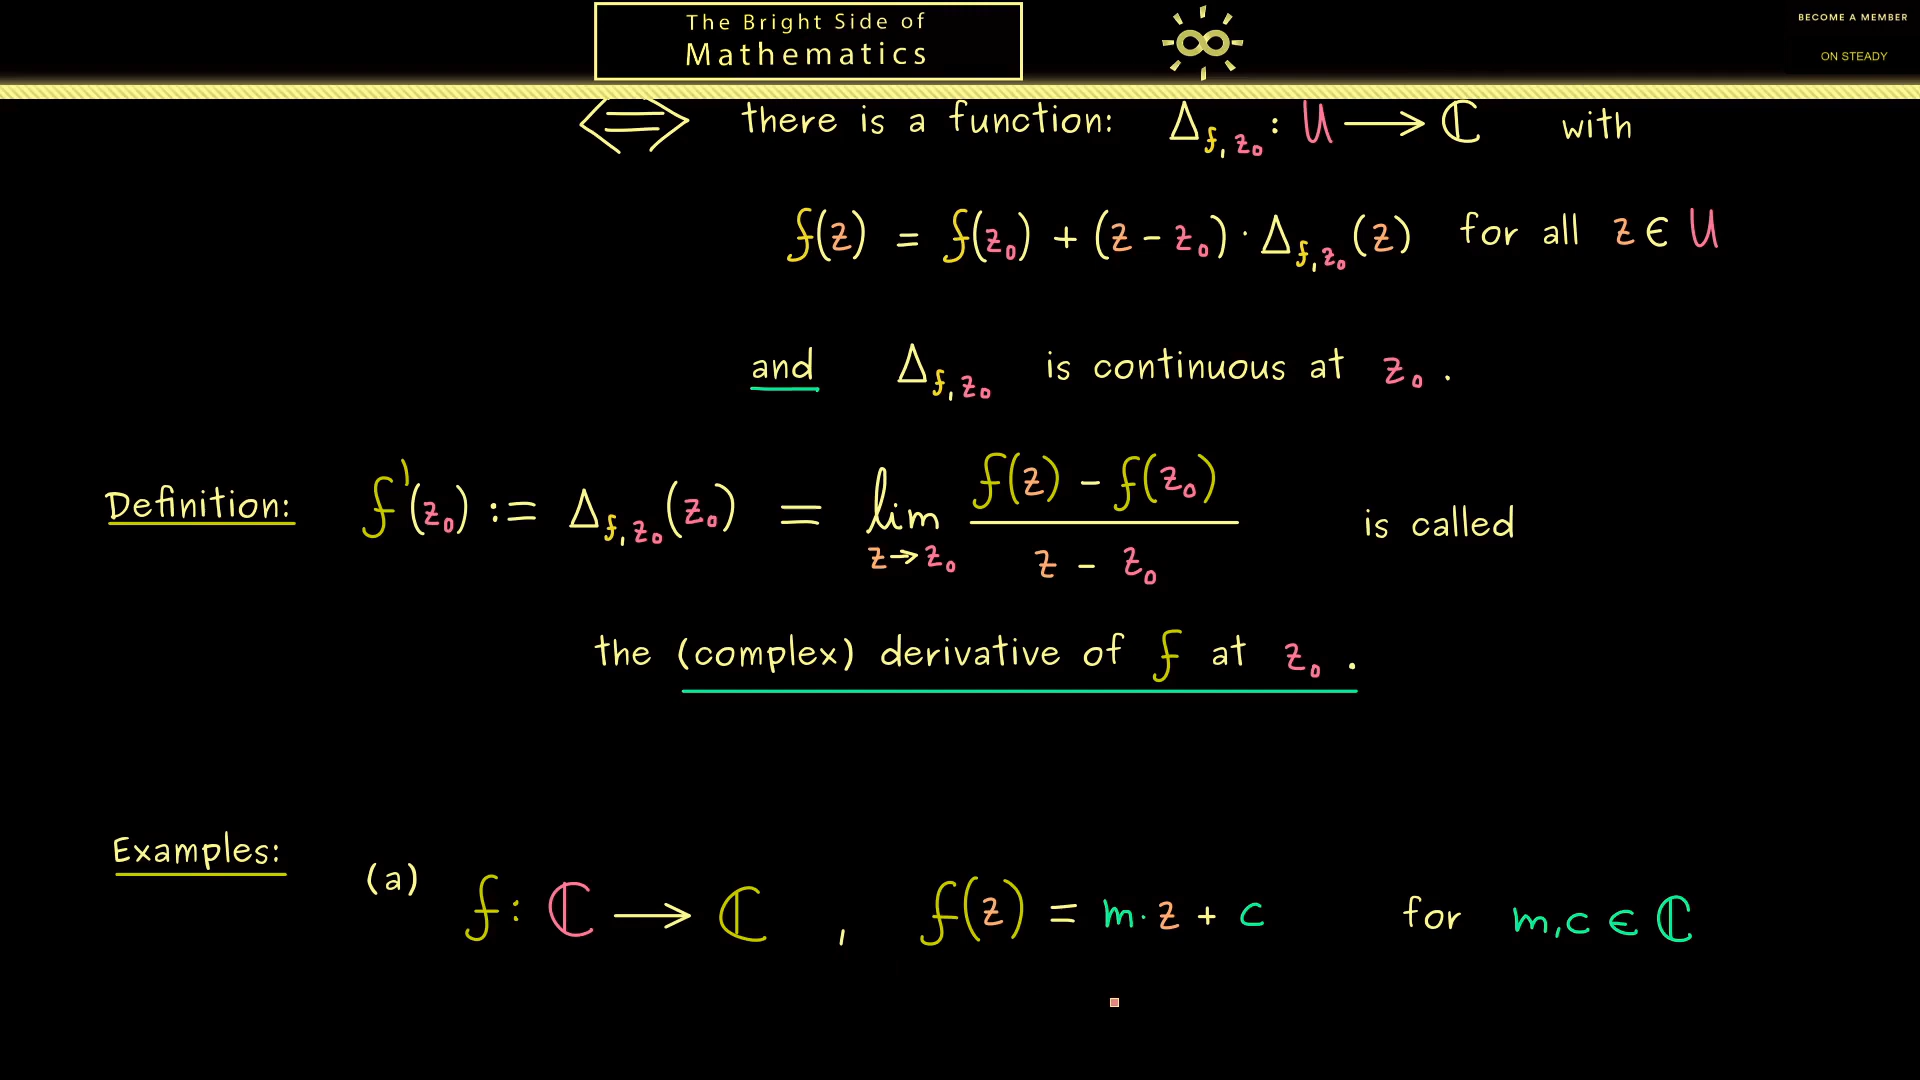 The Bright Side of
Mathematics
BECOME A MEMBER
ON STEADY
⟺ there is a function: Δ_{f,z₀} : U ⟶ ℂ with
f(z) = f(z₀) + (z − z₀) · Δ_{f,z₀}(z) for all z ∈ U
and Δ_{f,z₀} is continuous at z₀ .
Definition: f'(z₀) := Δ_{f,z₀}(z₀) = lim_{z→z₀} (f(z) − f(z₀)) / (z − z₀) is called
the (complex) derivative of f at z₀ .
Examples: (a) f: ℂ ⟶ ℂ , f(z) = m·z + c for m,c ∈ ℂ